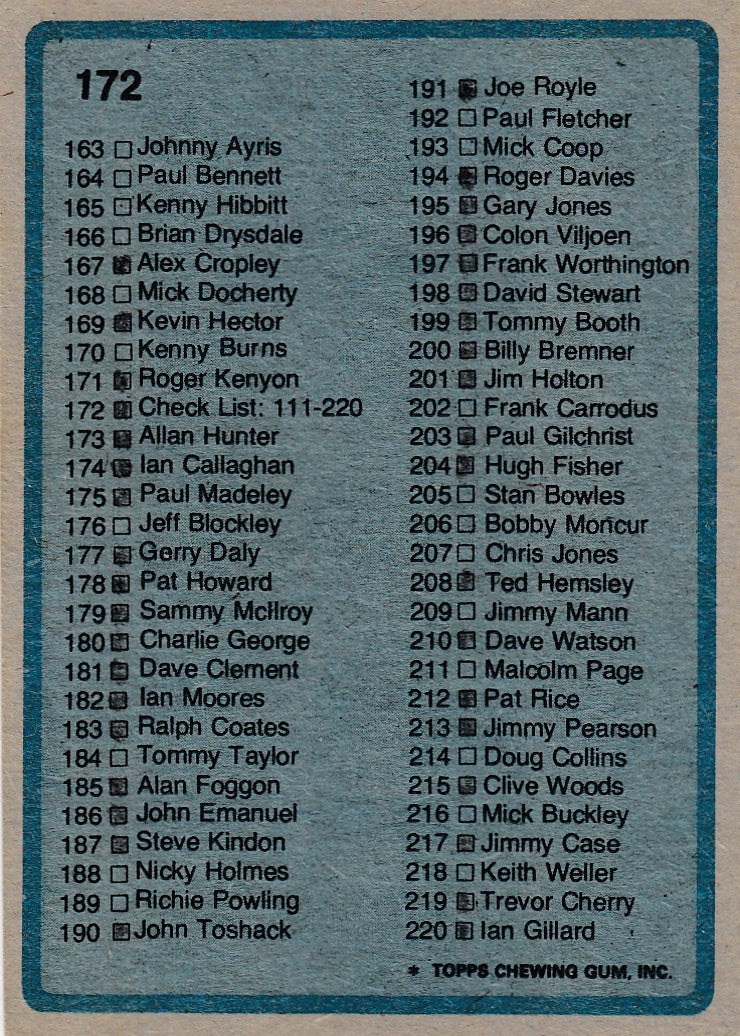 172
163 Johnny Ayris
164 Paul Bennett
165 Kenny Hibbitt
166 Brian Drysdale
167 Alex Cropley
168 Mick Docherty
169 Kevin Hector
170 Kenny Burns
171 Roger Kenyon
172 Check List: 111-220
173 Allan Hunter
174 Ian Callaghan
175 Paul Madeley
176 Jeff Blockley
177 Gerry Daly
178 Pat Howard
179 Sammy McIlroy
180 Charlie George
181 Dave Clement
182 Ian Moores
183 Ralph Coates
184 Tommy Taylor
185 Alan Foggon
186 John Emanuel
187 Steve Kindon
188 Nicky Holmes
189 Richie Powling
190 John Toshack
191 Joe Royle
192 Paul Fletcher
193 Mick Coop
194 Roger Davies
195 Gary Jones
196 Colon Viljoen
197 Frank Worthington
198 David Stewart
199 Tommy Booth
200 Billy Bremner
201 Jim Holton
202 Frank Carrodus
203 Paul Gilchrist
204 Hugh Fisher
205 Stan Bowles
206 Bobby Moncur
207 Chris Jones
208 Ted Hemsley
209 Jimmy Mann
210 Dave Watson
211 Malcolm Page
212 Pat Rice
213 Jimmy Pearson
214 Doug Collins
215 Clive Woods
216 Mick Buckley
217 Jimmy Case
218 Keith Weller
219 Trevor Cherry
220 Ian Gillard
* TOPPS CHEWING GUM, INC.